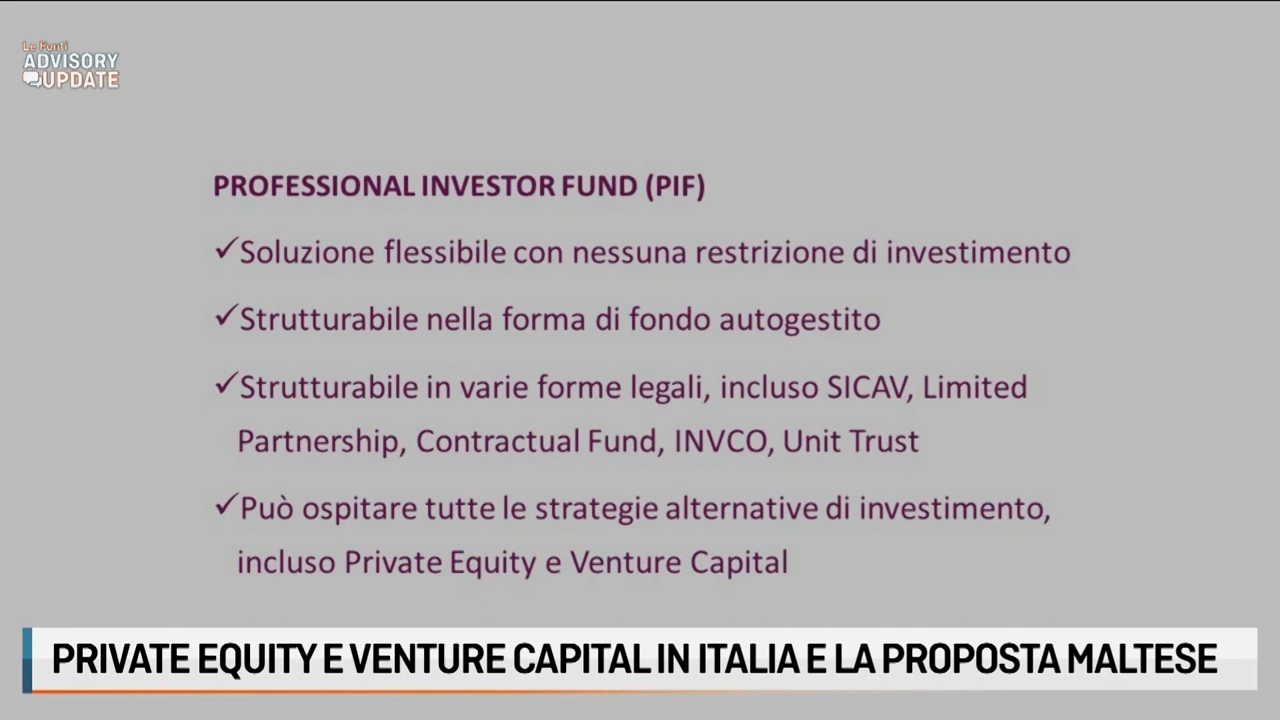 Le Fonti
ADVISORY
UPDATE
PROFESSIONAL INVESTOR FUND (PIF)
✓Soluzione flessibile con nessuna restrizione di investimento
✓Strutturabile nella forma di fondo autogestito
✓Strutturabile in varie forme legali, incluso SICAV, Limited
Partnership, Contractual Fund, INVCO, Unit Trust
✓Può ospitare tutte le strategie alternative di investimento,
incluso Private Equity e Venture Capital
PRIVATE EQUITY E VENTURE CAPITAL IN ITALIA E LA PROPOSTA MALTESE